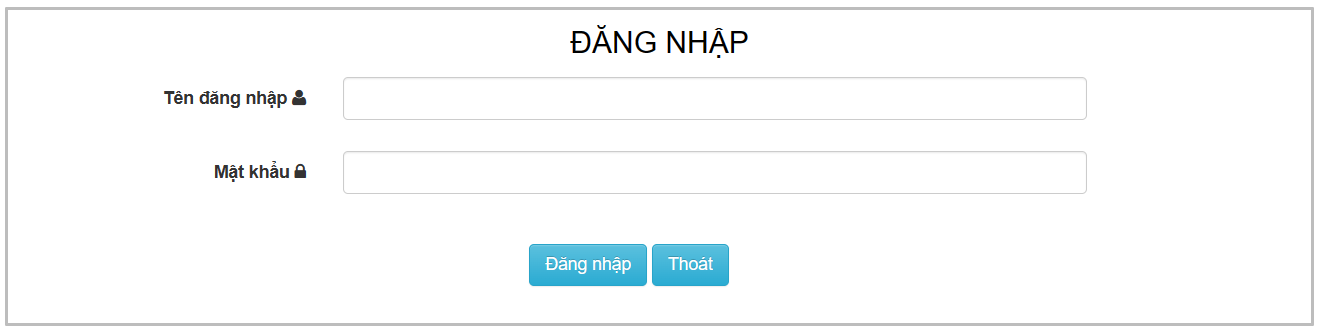 ĐĂNG NHẬP
Tên đăng nhập
Mật khẩu
Đăng nhập Thoát